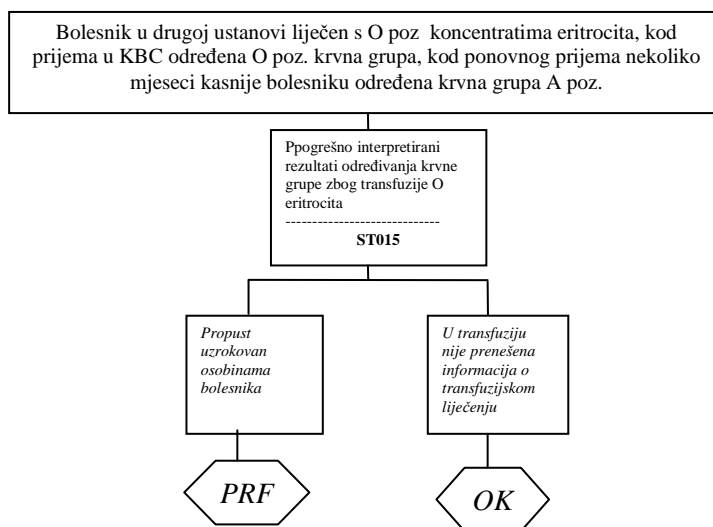 Bolesnik u drugoj ustanovi liječen s O poz  koncentratima eritrocita, kod
prijema u KBC određena O poz. krvna grupa, kod ponovnog prijema nekoliko
mjeseci kasnije bolesniku određena krvna grupa A poz.
Ppogrešno interpretirani
rezultati određivanja krvne
grupe zbog transfuzije O
eritrocita
-----------------------------
ST015
Propust
uzrokovan
osobinama
bolesnika
U transfuziju
nije prenešena
informacija o
transfuzijskom
liječenju
PRF
OK